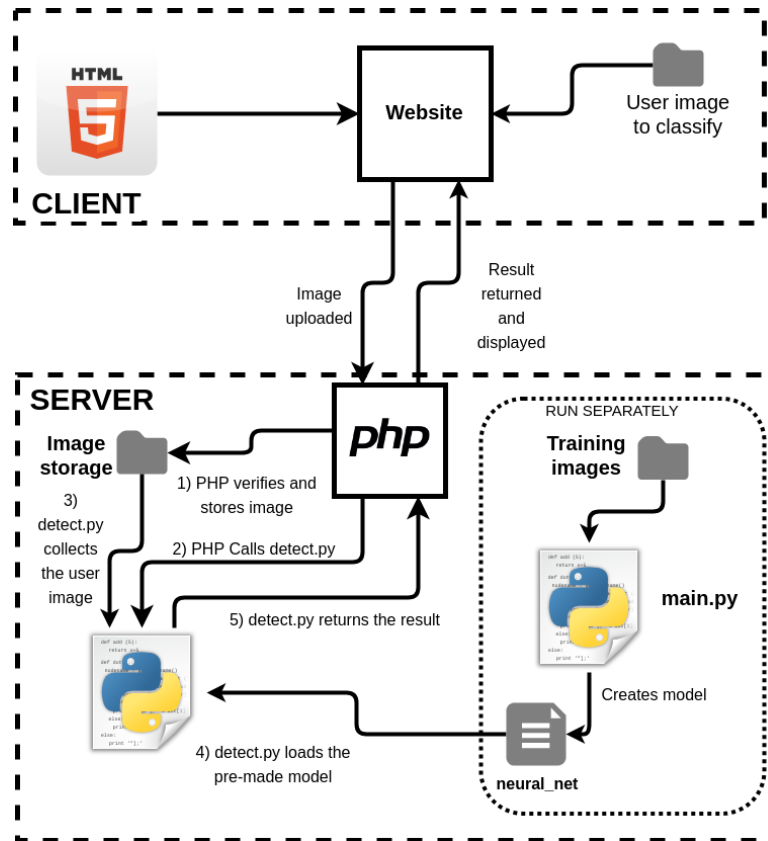 HTML
5
Website
User image
to classify
CLIENT
Image
uploaded
Result
returned
and
displayed
SERVER
php
RUN SEPARATELY
Image
storage
Training
images
1) PHP verifies and
stores image
3)
detect.py
collects
the user
image
2) PHP Calls detect.py
5) detect.py returns the result
main.py
Creates model
4) detect.py loads the
pre-made model
neural_net